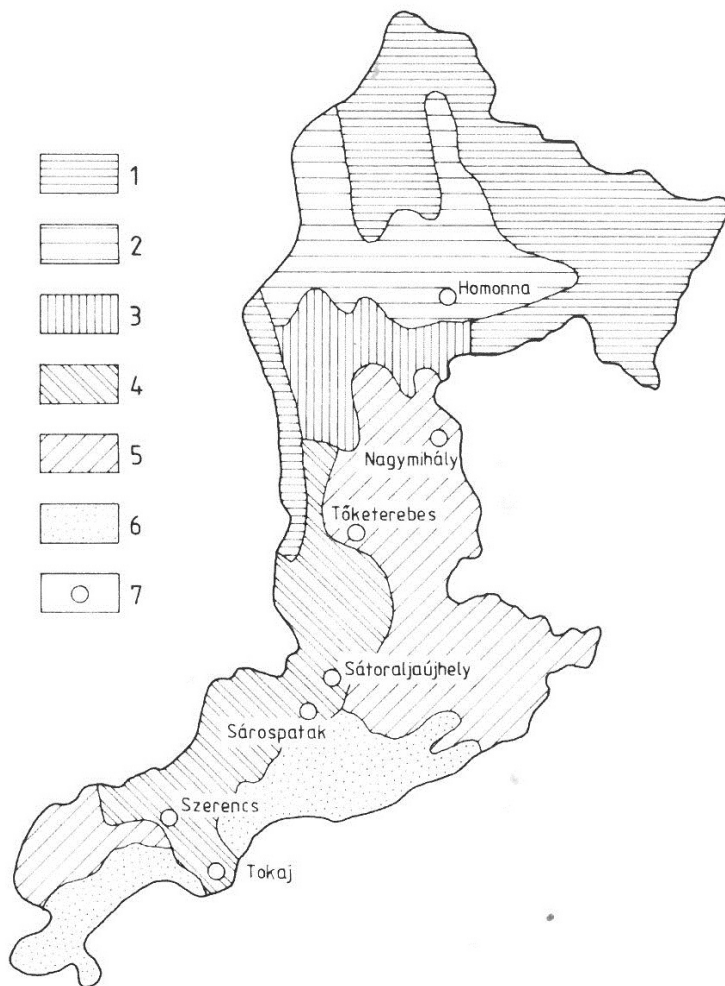 1
2
3
4
5
6
7
Homonna
Nagymihály
Tőketerebes
Sátoraljaújhely
Sárospatak
Szerencs
Tokaj